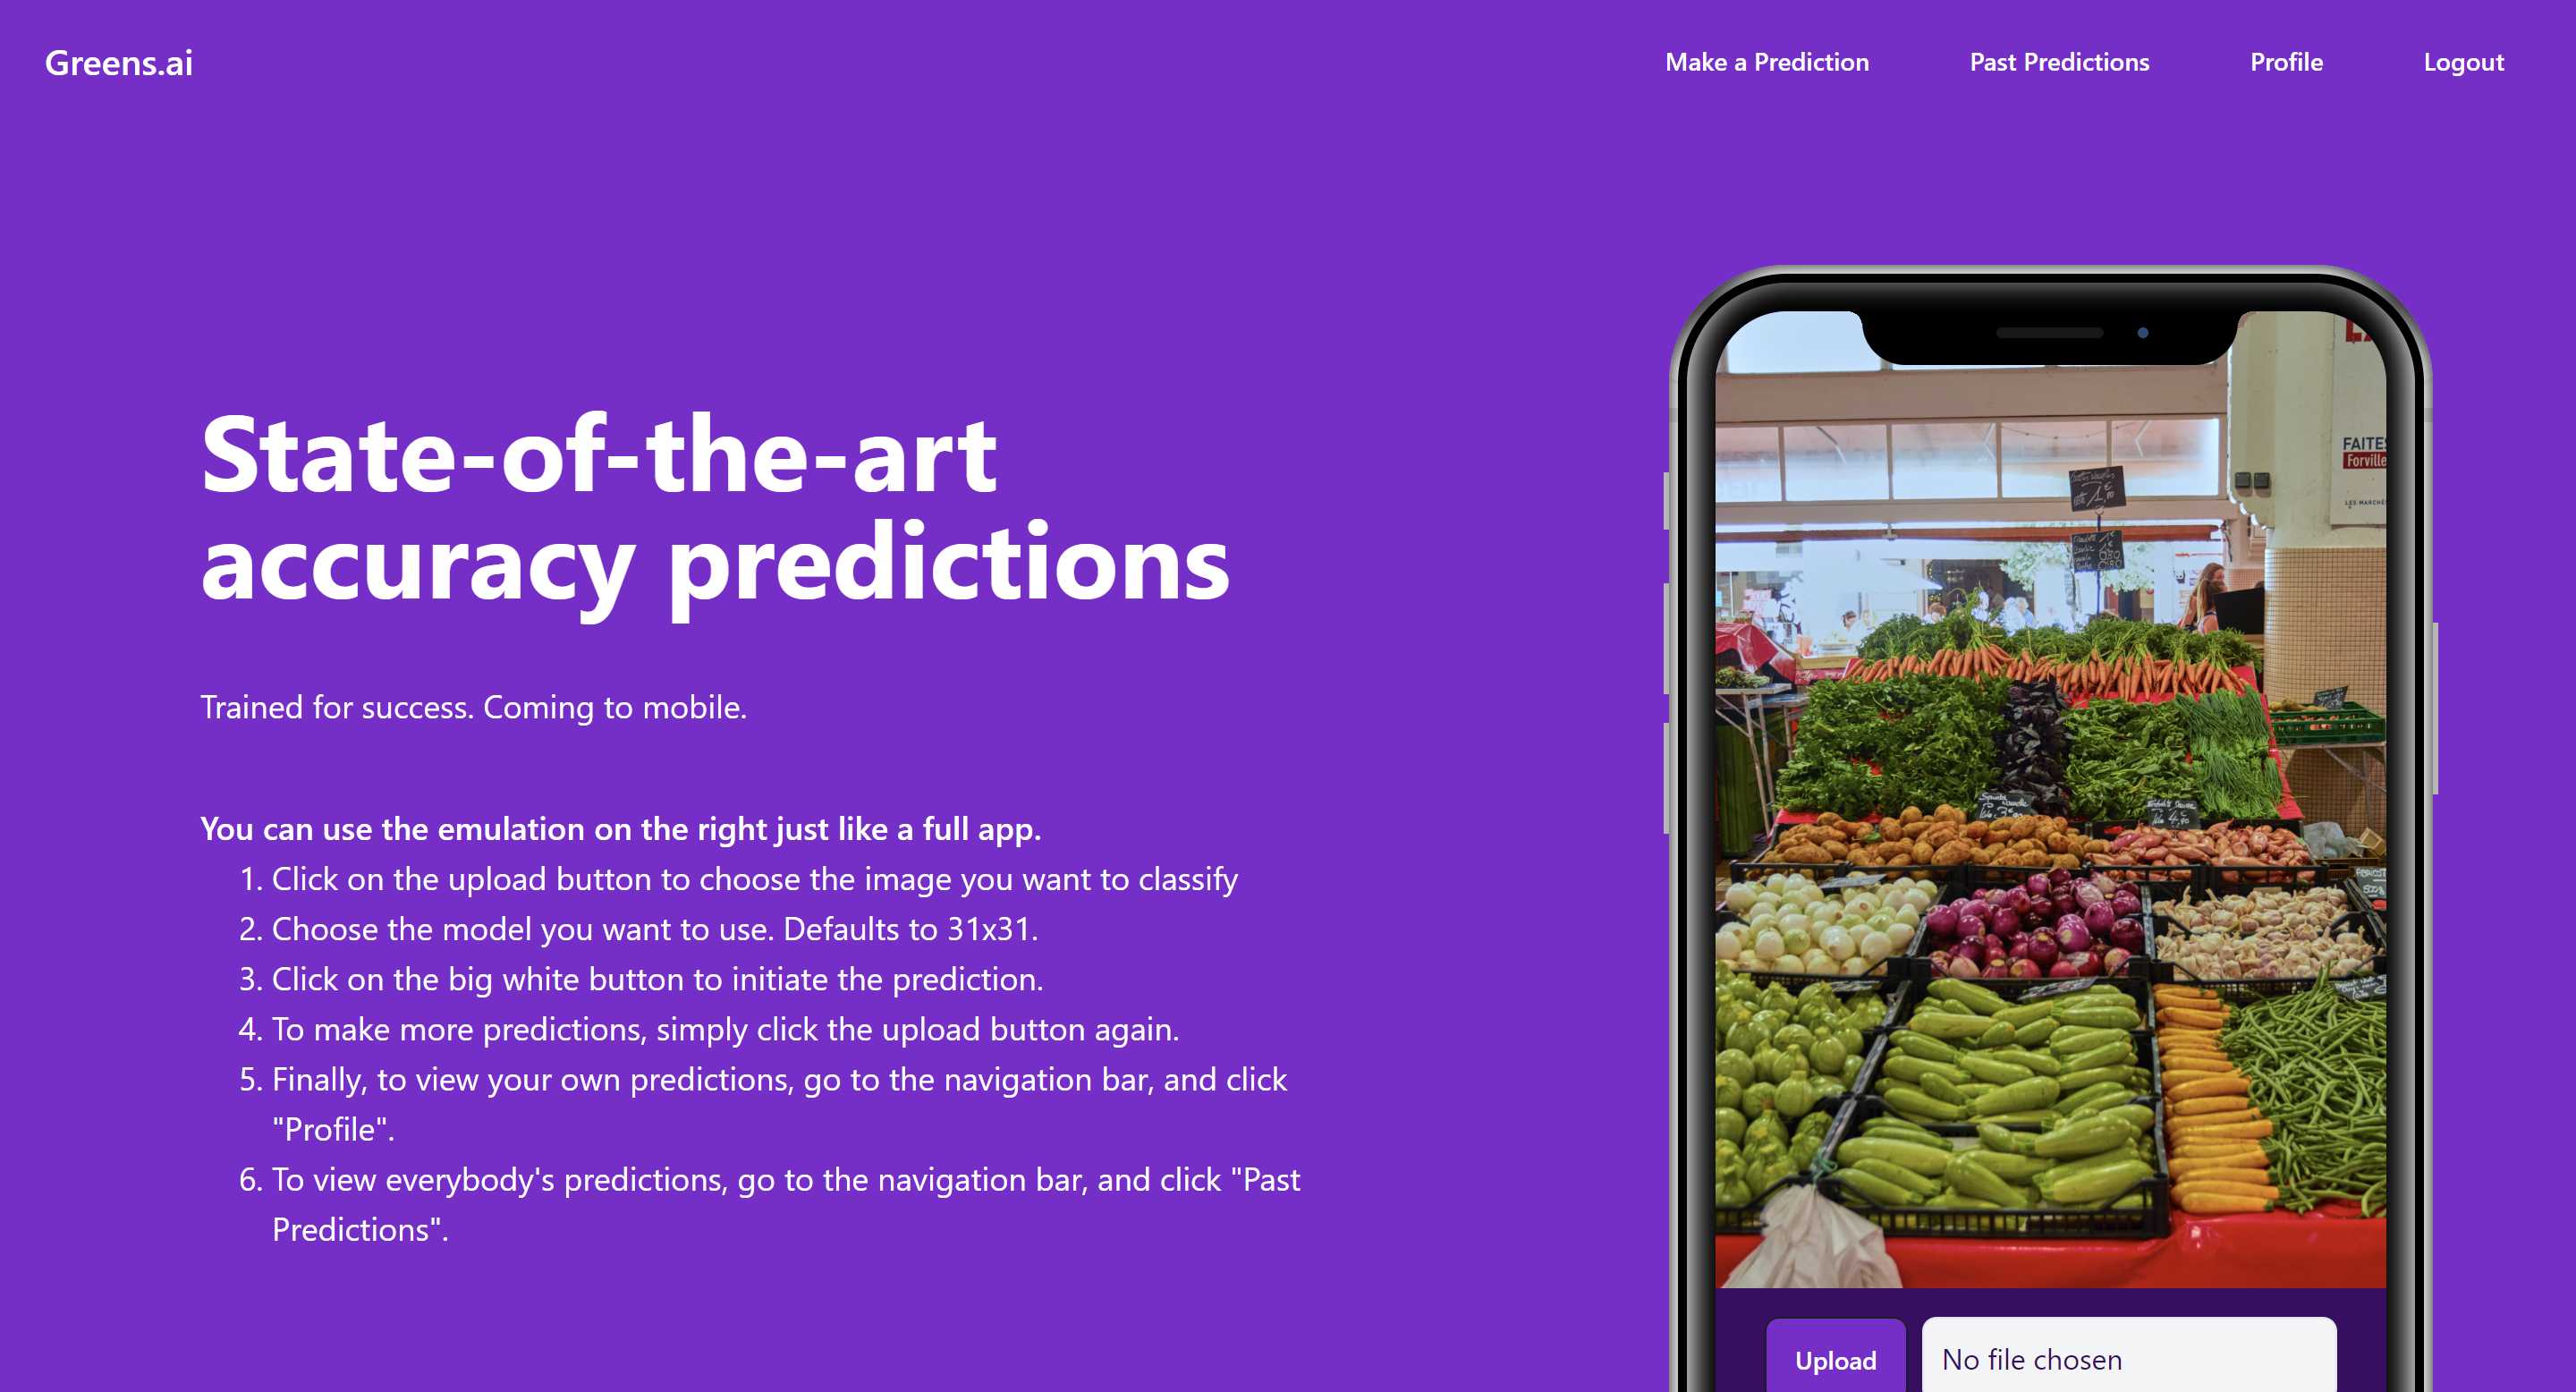 Greens.ai
Make a Prediction
Past Predictions
Profile
Logout
State-of-the-art
accuracy predictions
Trained for success. Coming to mobile.
You can use the emulation on the right just like a full app.
1. Click on the upload button to choose the image you want to classify
2. Choose the model you want to use. Defaults to 31x31.
3. Click on the big white button to initiate the prediction.
4. To make more predictions, simply click the upload button again.
5. Finally, to view your own predictions, go to the navigation bar, and click
"Profile".
6. To view everybody's predictions, go to the navigation bar, and click "Past
Predictions".
FAITES
Forville
LES MARCHÉ
Upload
No file chosen